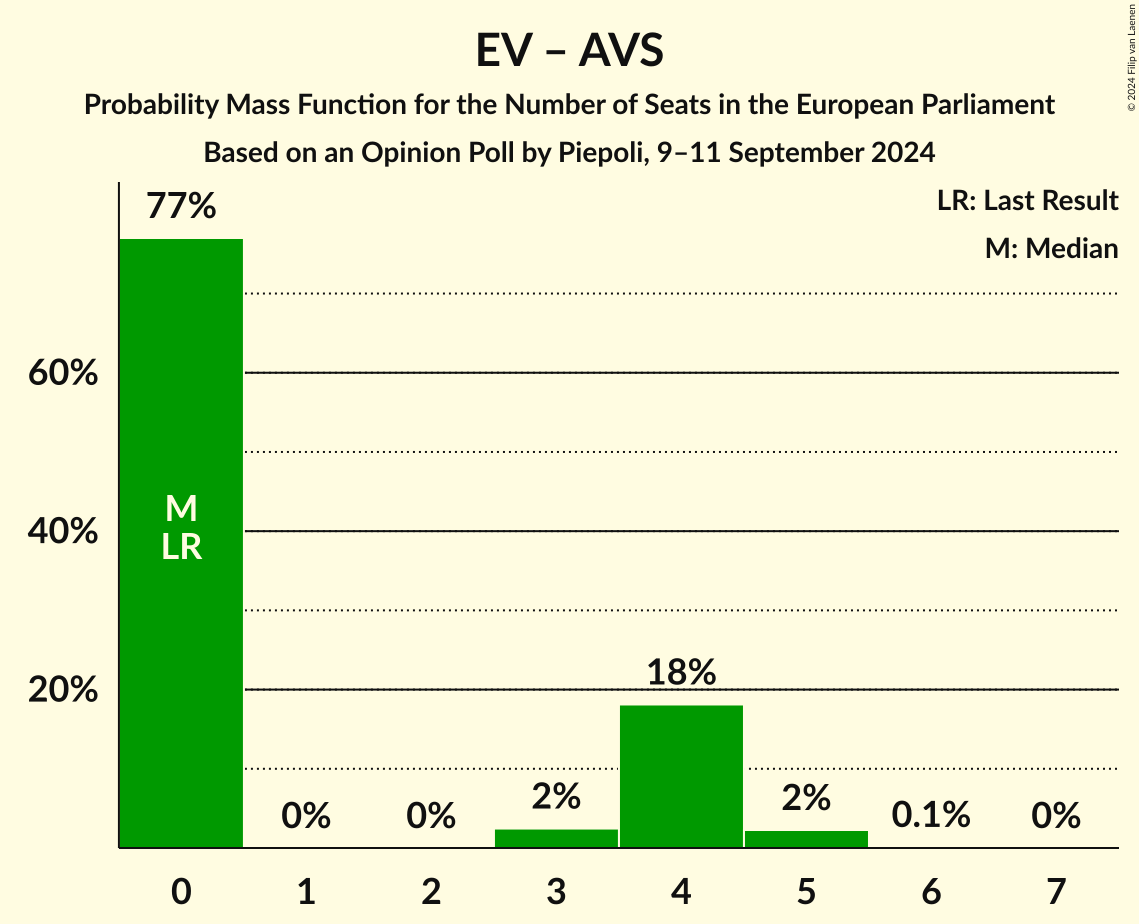 EV – AVS
Probability Mass Function for the Number of Seats in the European Parliament
Based on an Opinion Poll by Piepoli, 9–11 September 2024
© 2024 Filip van Laenen
LR: Last Result
M: Median
77%
60%
40%
20%
M
LR
0%
0%
2%
18%
2%
0.1%
0%
0
1
2
3
4
5
6
7